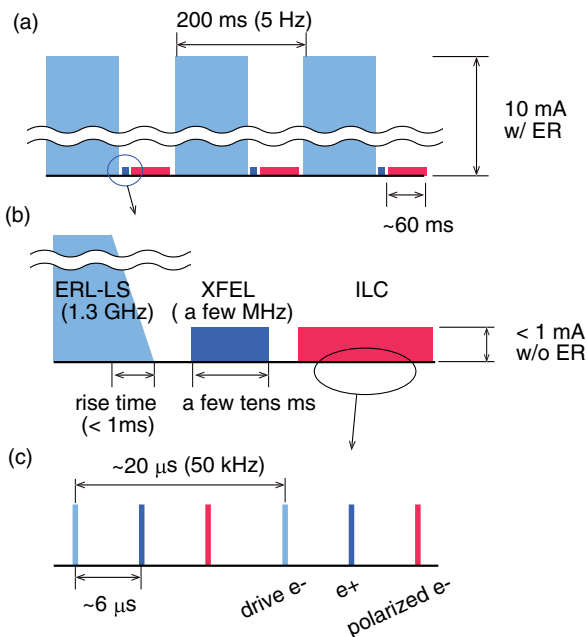 (a)
200 ms (5 Hz)
10 mA
w/ ER
~60 ms
(b)
ERL-LS
(1.3 GHz)
XFEL
( a few MHz)
ILC
< 1 mA
w/o ER
rise time
(< 1ms)
a few tens ms
(c)
~20 μs (50 kHz)
~6 μs
drive e-
e+
polarized e-